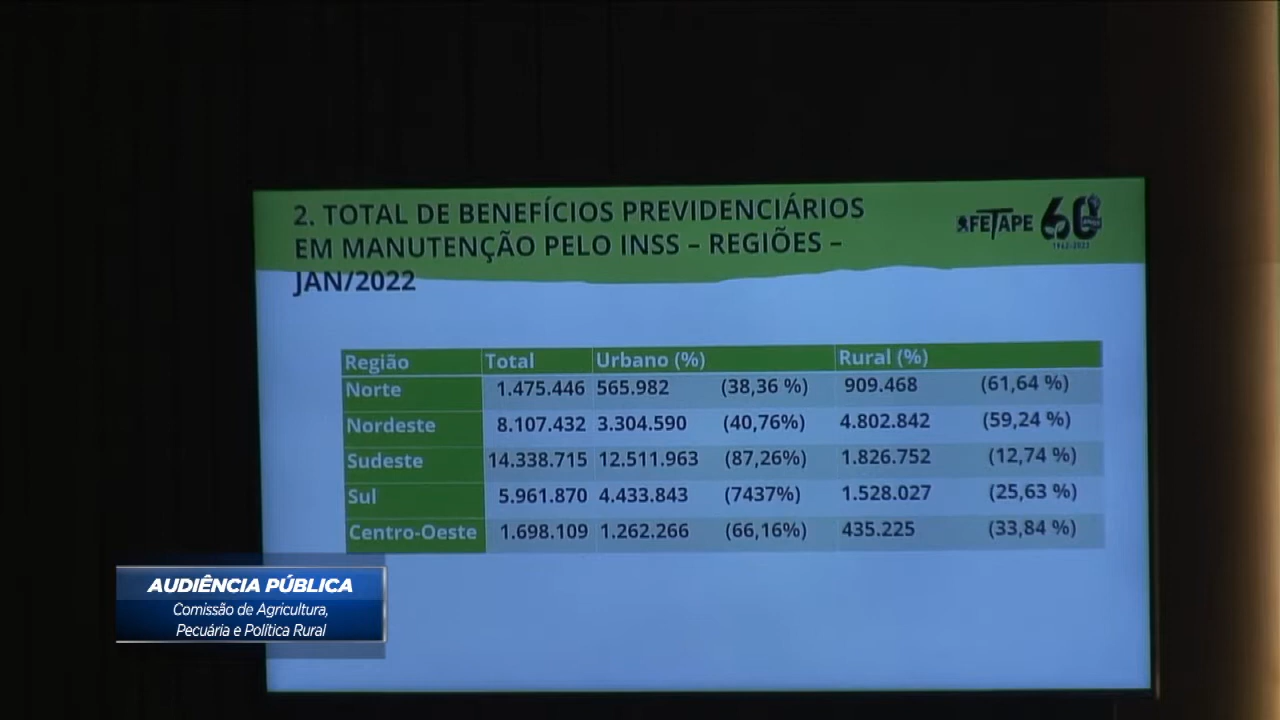 2. TOTAL DE BENEFÍCIOS PREVIDENCIÁRIOS
EM MANUTENÇÃO PELO INSS – REGIÕES –
JAN/2022
FETAPE 60
1962-2022
Região Total Urbano (%) Rural (%)
Norte 1.475.446 565.982 (38,36 %) 909.468 (61,64 %)
Nordeste 8.107.432 3.304.590 (40,76%) 4.802.842 (59,24 %)
Sudeste 14.338.715 12.511.963 (87,26%) 1.826.752 (12,74 %)
Sul 5.961.870 4.433.843 (7437%) 1.528.027 (25,63 %)
Centro-Oeste 1.698.109 1.262.266 (66,16%) 435.225 (33,84 %)
AUDIÊNCIA PÚBLICA
Comissão de Agricultura,
Pecuária e Política Rural